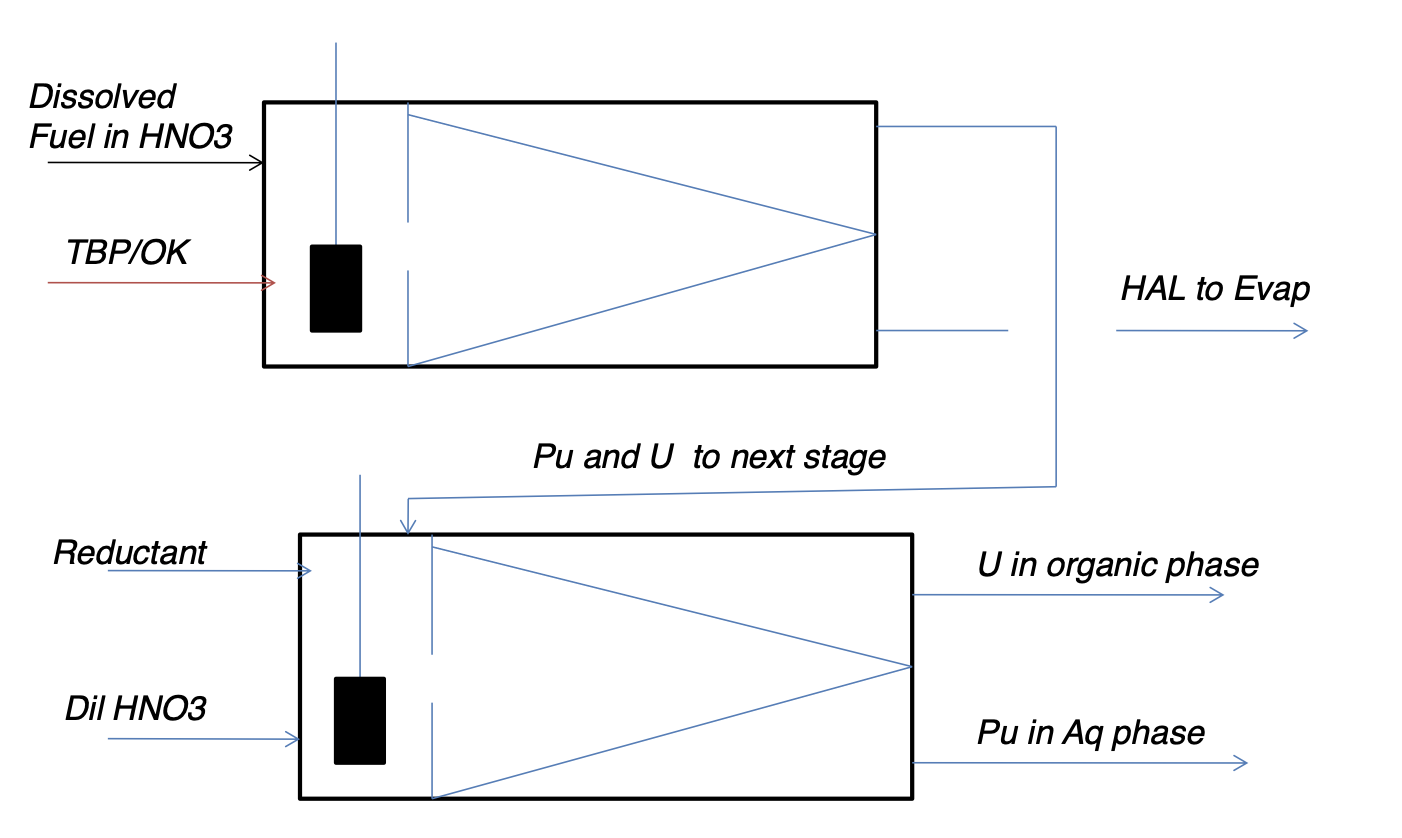 Dissolved
Fuel in HNO3
TBP/OK
HAL to Evap
Pu and U  to next stage
Reductant
U in organic phase
Dil HNO3
Pu in Aq phase